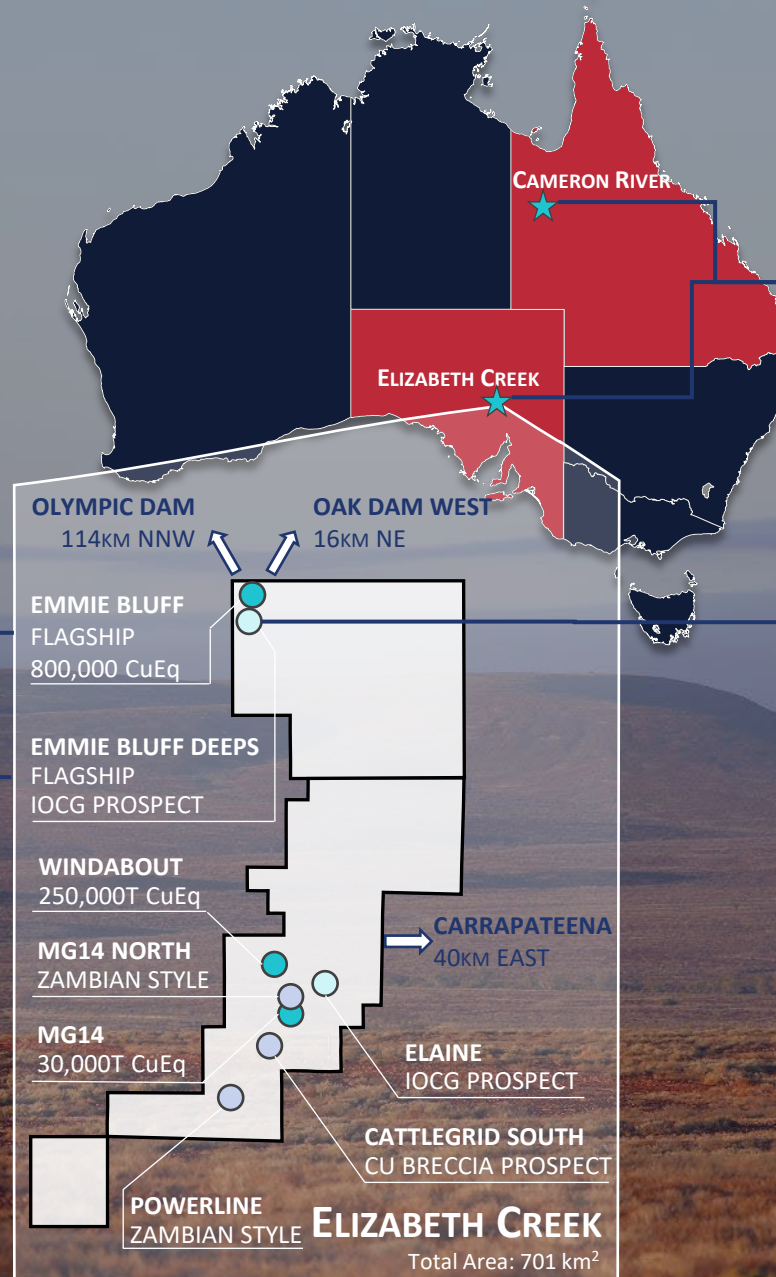 CAMERON RIVER
ELIZABETH CREEK
OLYMPIC DAM
114KM NNW
OAK DAM WEST
16KM NE
EMMIE BLUFF
FLAGSHIP
800,000 CuEq
EMMIE BLUFF DEEPS
FLAGSHIP
IOCG PROSPECT
WINDABOUT
250,000T CuEq
CARRAPATEENA
40KM EAST
MG14 NORTH
ZAMBIAN STYLE
MG14
30,000T CuEq
ELAINE
IOCG PROSPECT
CATTLEGRID SOUTH
CU BRECCIA PROSPECT
POWERLINE
ZAMBIAN STYLE
ELIZABETH CREEK
Total Area: 701 km²